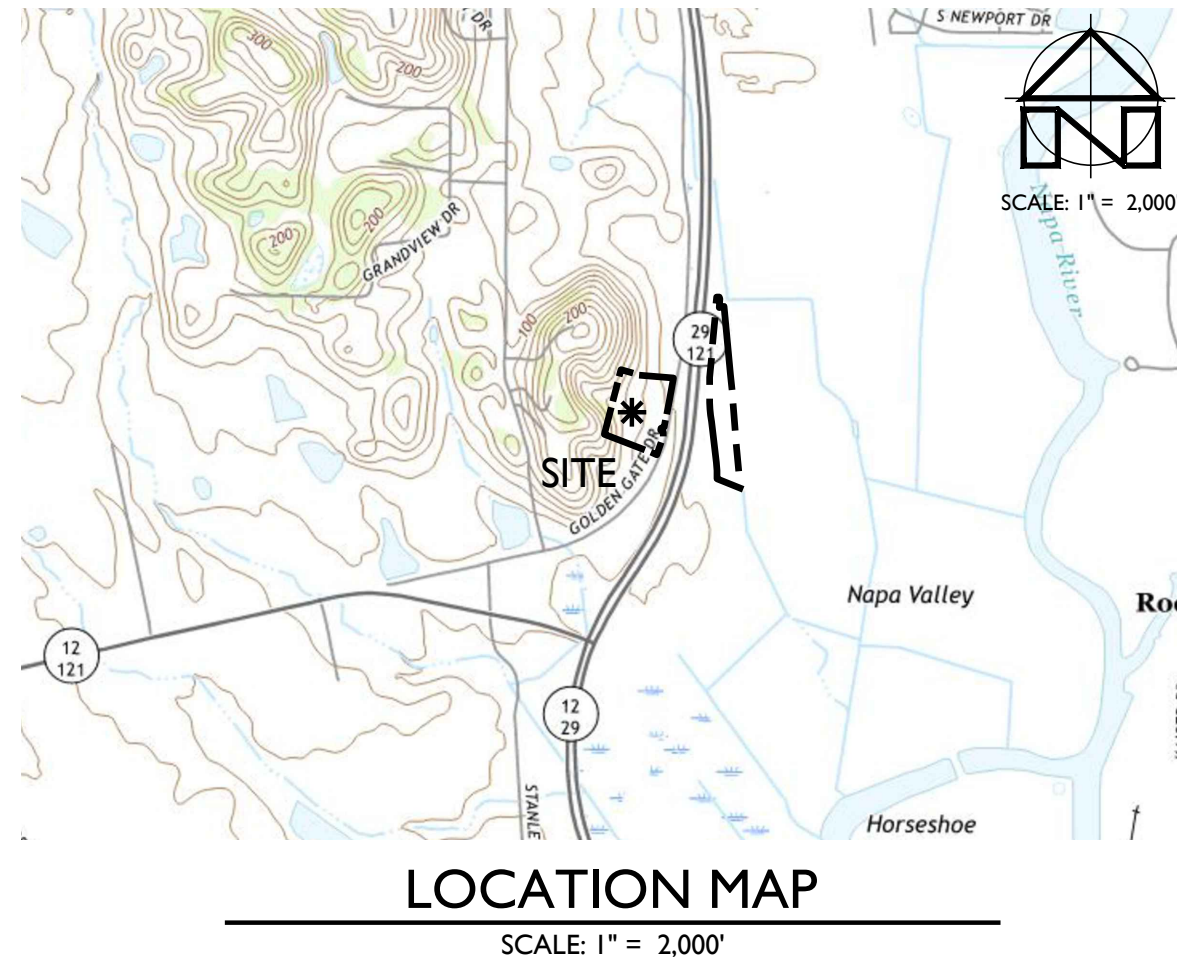 S NEWPORT DR
DR
300
200
N
SCALE: 1" = 2,000'
Napa River
200
200
GRANDVIEW DR
100
200
29
121
SITE
GOLDEN GATE DR
Napa Valley
Roc
12
121
12
29
STANLE
Horseshoe
LOCATION MAP
SCALE: 1" = 2,000'